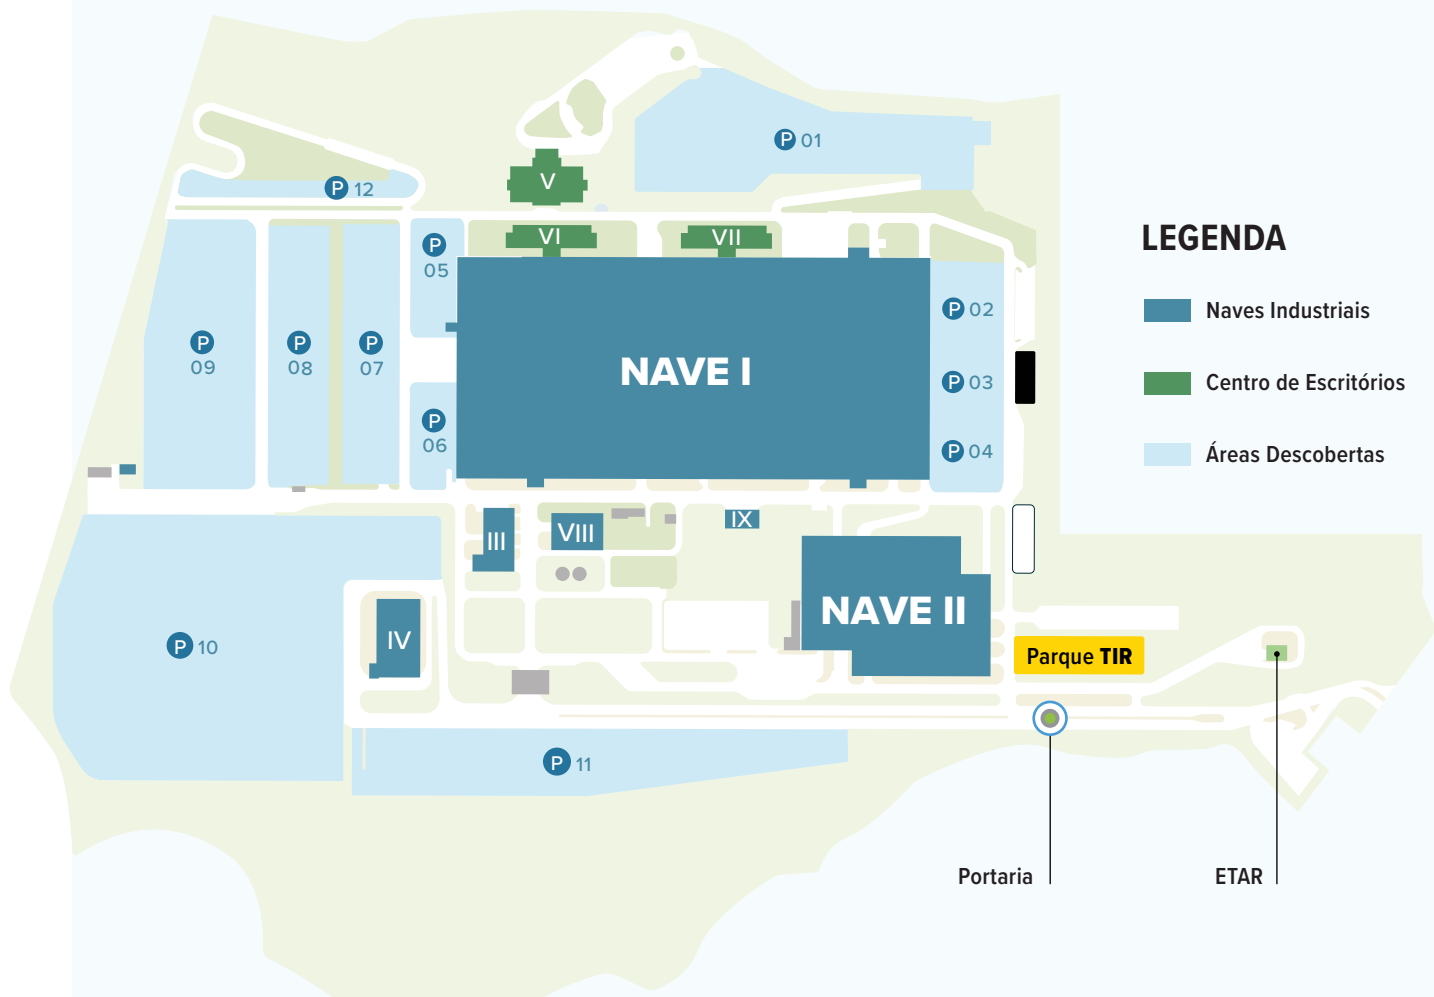 P 01
P 12
V
VI
VII
P
05
LEGENDA
P 02
Naves Industriais
P
09
P
08
P
07
NAVE I
P 03
Centro de Escritórios
P
06
P 04
Áreas Descobertas
III
VIII
IX
IV
NAVE II
P 10
Parque TIR
P 11
Portaria
ETAR